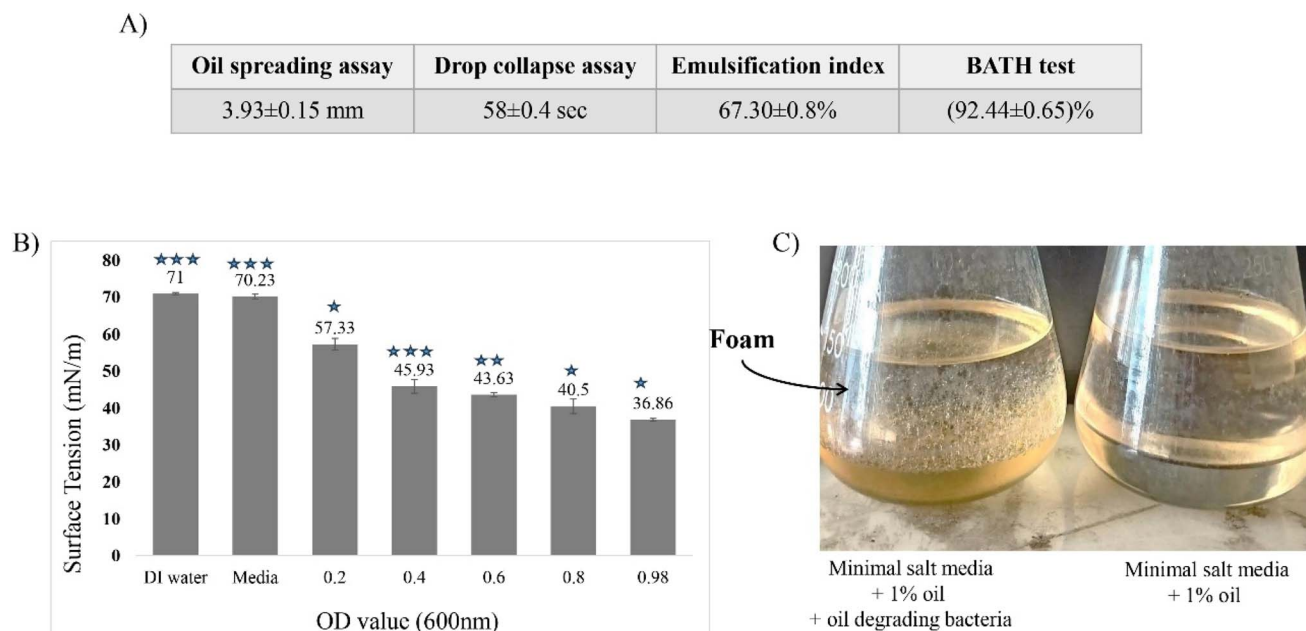 A)
Oil spreading assay Drop collapse assay Emulsification index BATH test
3.93±0.15 mm 58±0.4 sec 67.30±0.8% (92.44±0.65)%
B)
Surface Tension (mN/m)
80
70
60
50
40
30
20
10
0
71
70.23
57.33
45.93
43.63
40.5
36.86
DI water Media 0.2 0.4 0.6 0.8 0.98
OD value (600nm)
C)
Foam
250
Minimal salt media
+ 1% oil
+ oil degrading bacteria
Minimal salt media
+ 1% oil